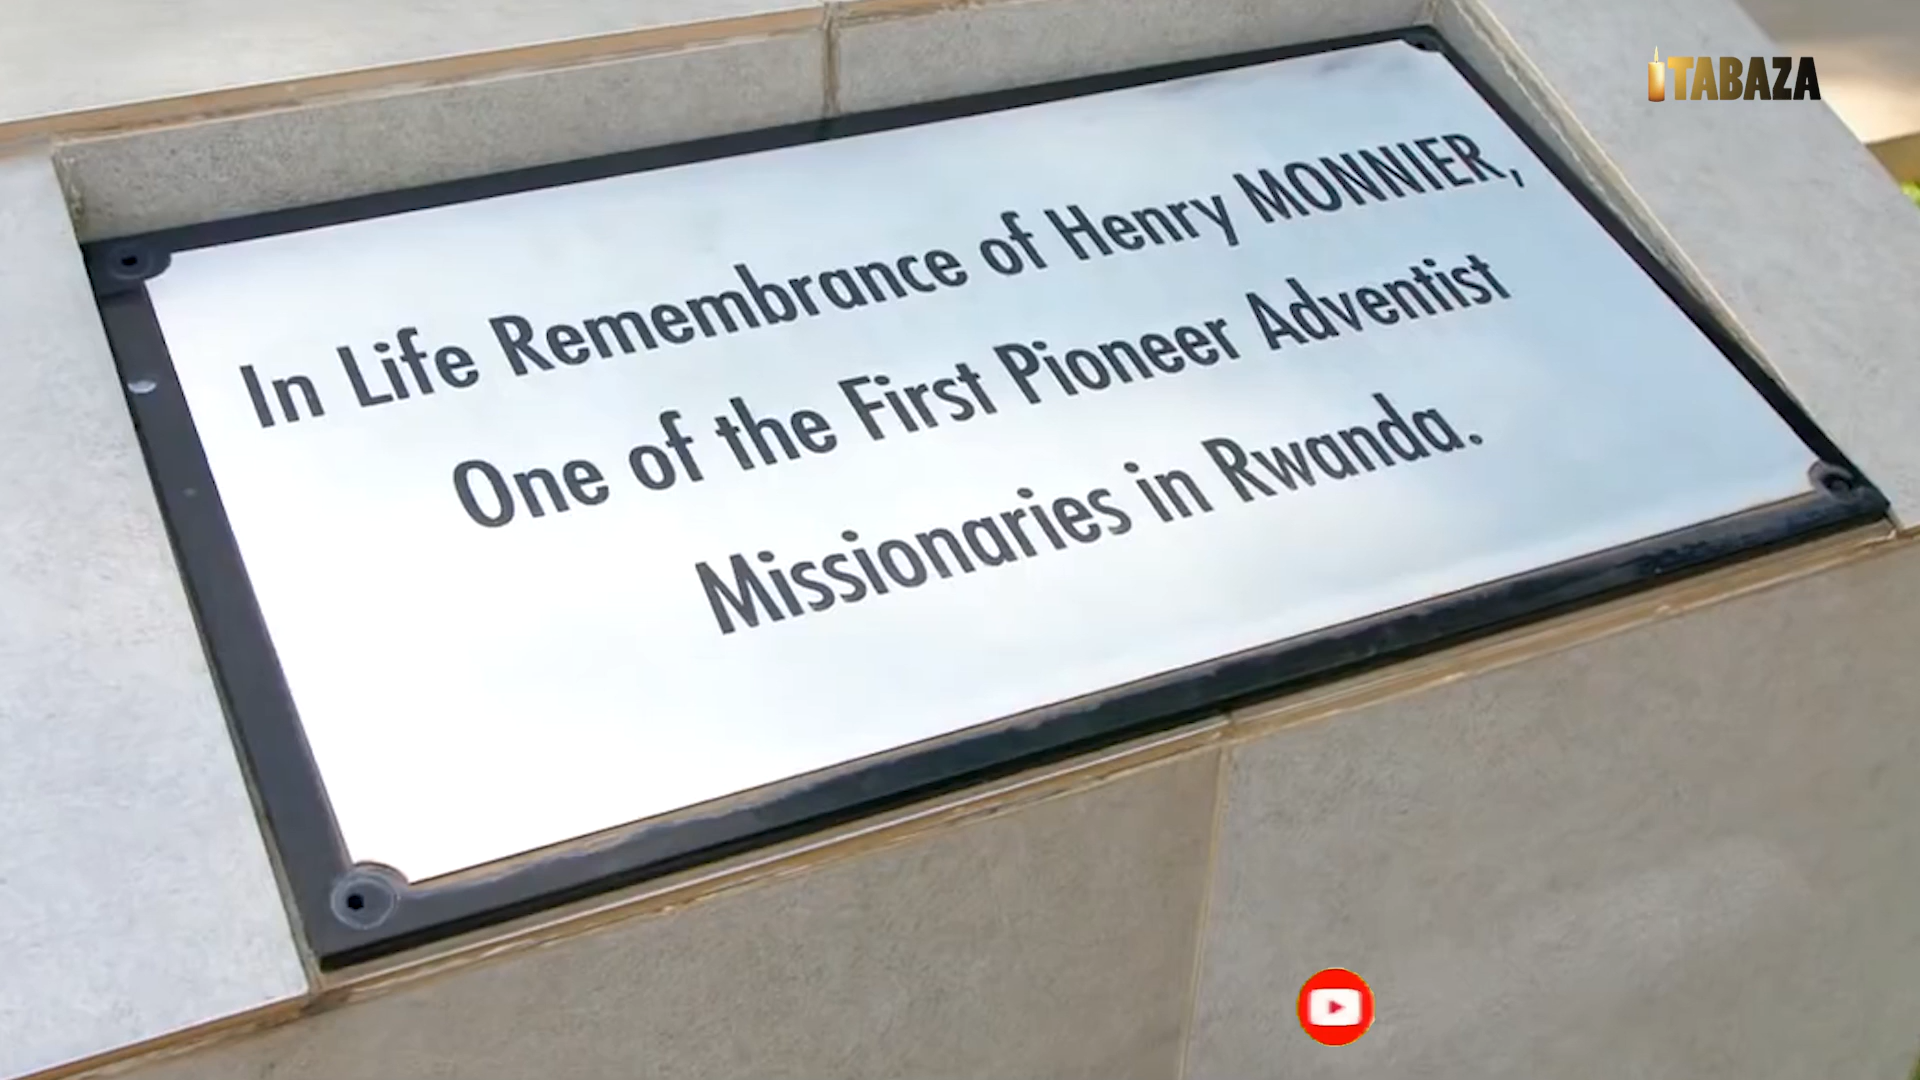 ITABAZA
In Life Remembrance of Henry MONNIER,
One of the First Pioneer Adventist
Missionaries in Rwanda.